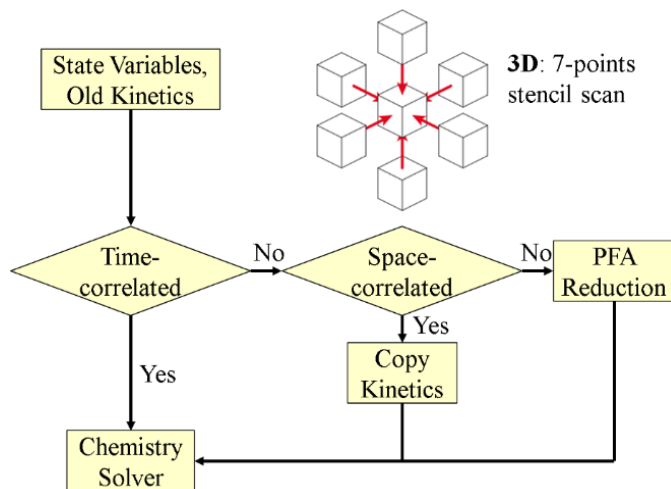 State Variables,
Old Kinetics
3D: 7-points
stencil scan
Time-
correlated
No
Space-
correlated
No
PFA
Reduction
Yes
Copy
Kinetics
Yes
Chemistry
Solver